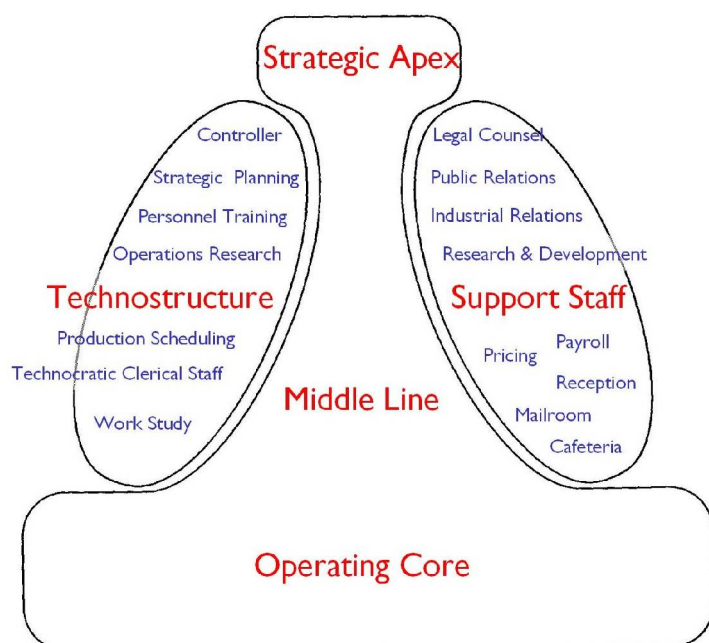 Strategic Apex
Controller
Strategic Planning
Personnel Training
Operations Research
Technostructure
Production Scheduling
Technocratic Clerical Staff
Work Study
Legal Counsel
Public Relations
Industrial Relations
Research & Development
Support Staff
Payroll
Pricing
Reception
Mailroom
Cafeteria
Middle Line
Operating Core